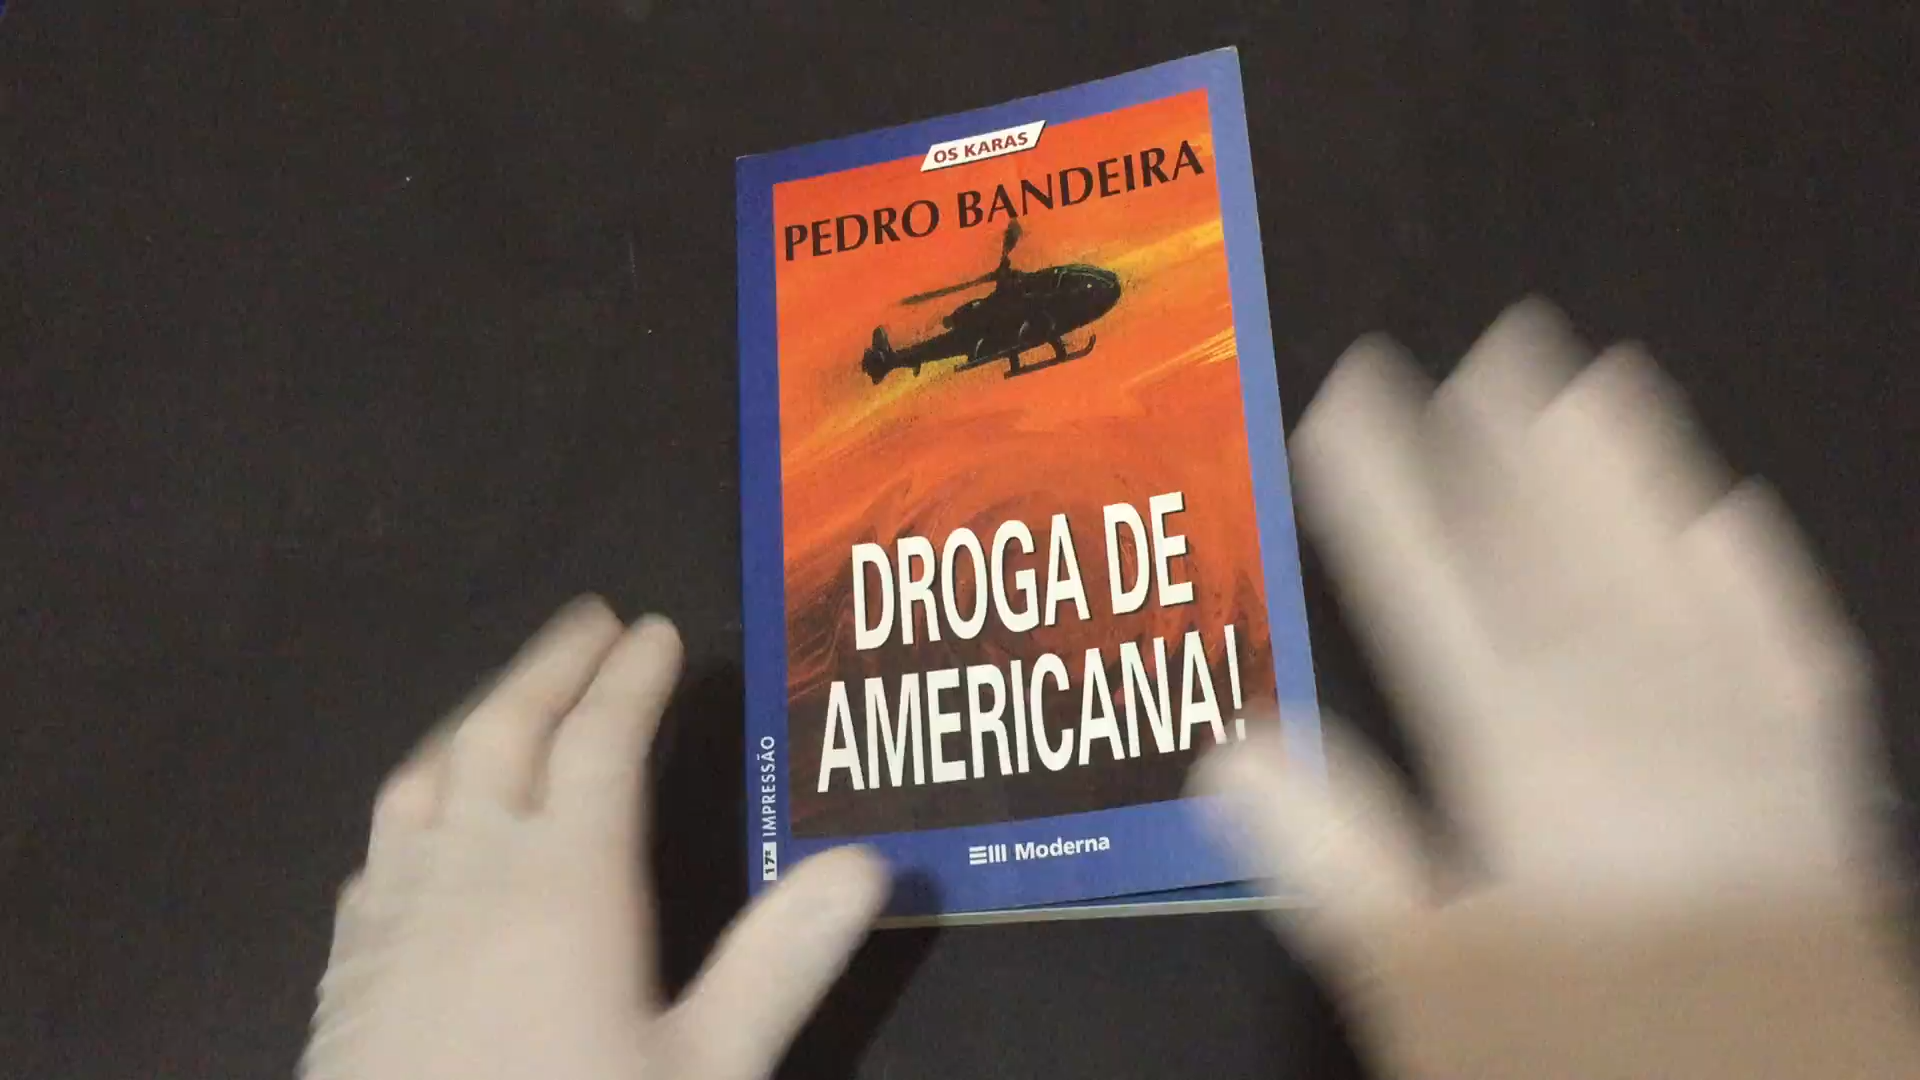 OS KARAS
PEDRO BANDEIRA
DROGA DE
AMERICANA!
17ª IMPRESSÃO
Moderna